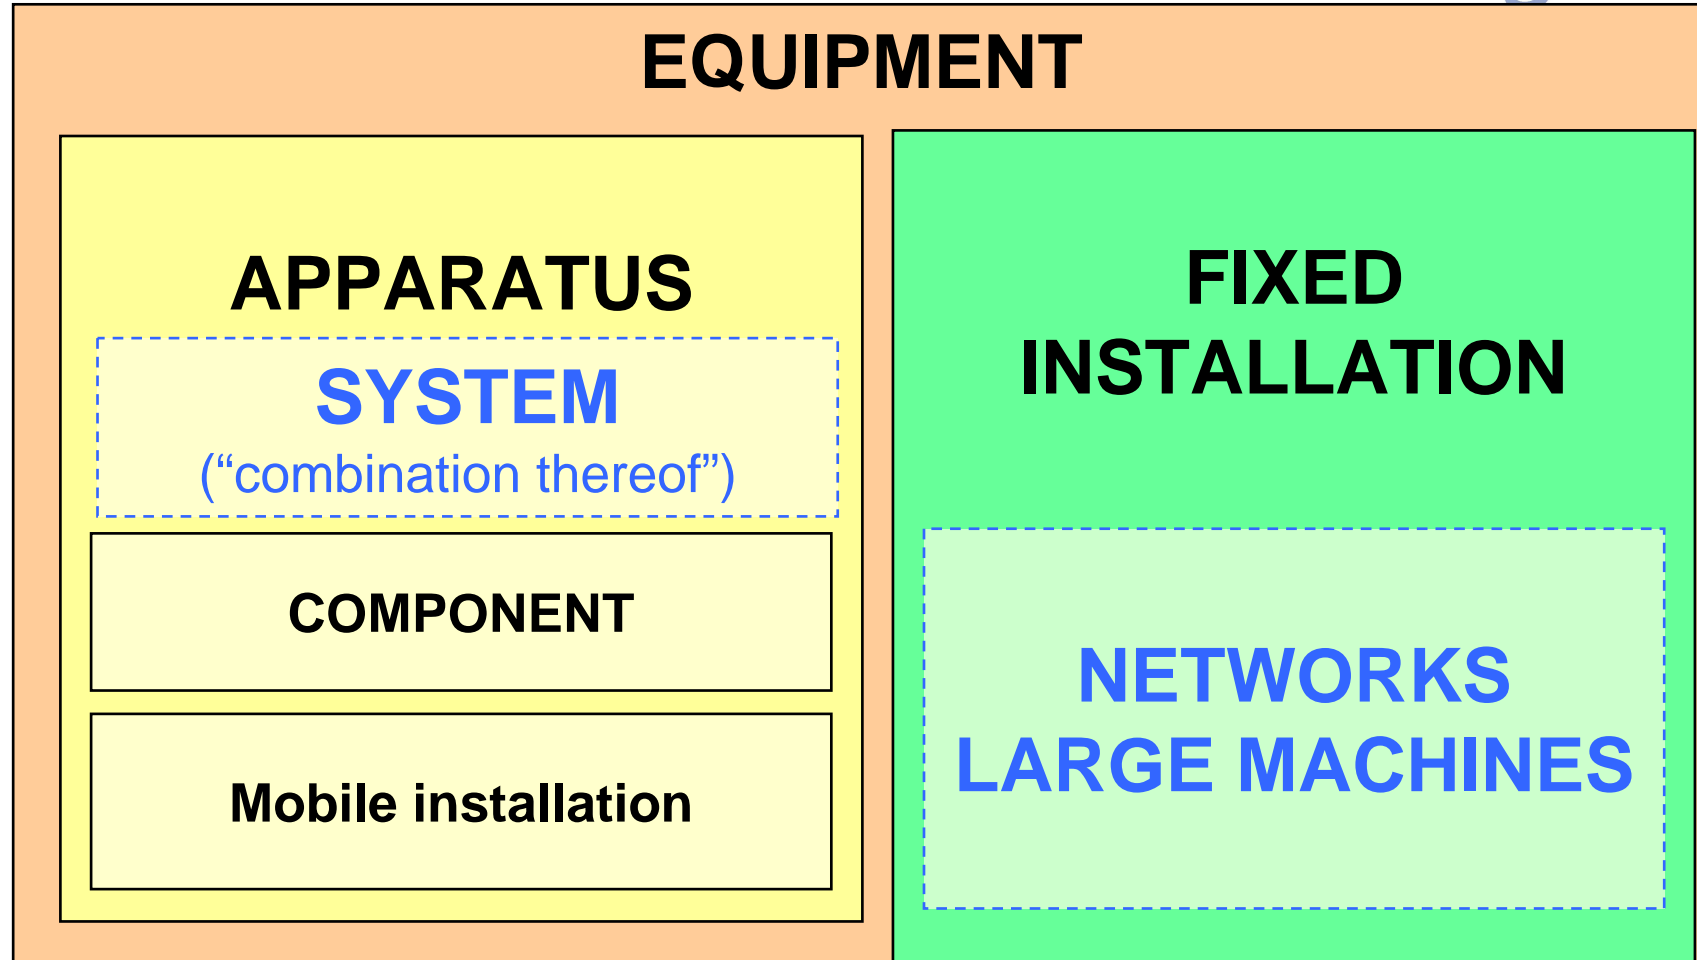 EQUIPMENT
APPARATUS
SYSTEM
(“combination thereof”)
COMPONENT
Mobile installation
FIXED
INSTALLATION
NETWORKS
LARGE MACHINES